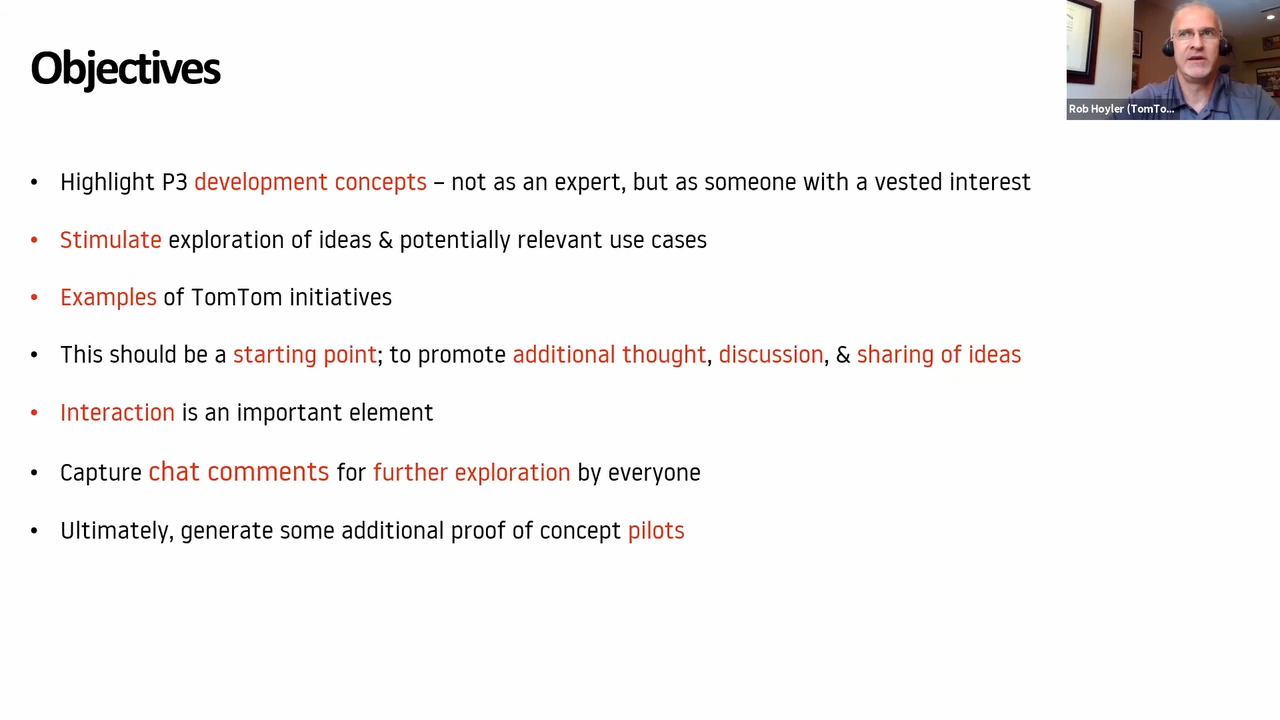 Objectives
Rob Hoyler (TomTo...
• Highlight P3 development concepts – not as an expert, but as someone with a vested interest
• Stimulate exploration of ideas & potentially relevant use cases
• Examples of TomTom initiatives
• This should be a starting point; to promote additional thought, discussion, & sharing of ideas
• Interaction is an important element
• Capture chat comments for further exploration by everyone
• Ultimately, generate some additional proof of concept pilots